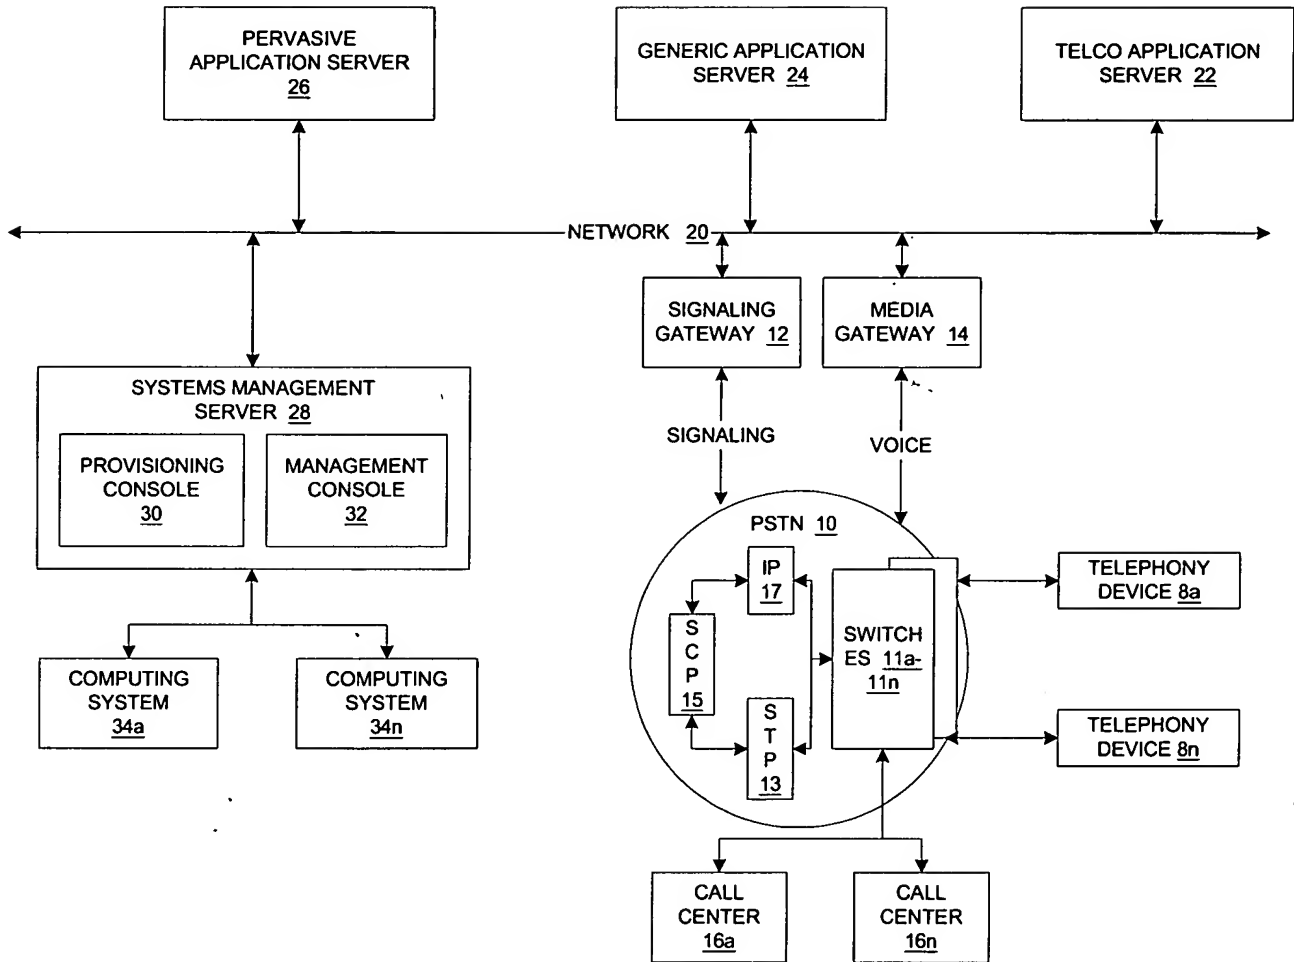 PERVASIVE
APPLICATION SERVER
26
GENERIC APPLICATION
SERVER 24
TELCO APPLICATION
SERVER 22
NETWORK 20
SIGNALING
GATEWAY 12
MEDIA
GATEWAY 14
SYSTEMS MANAGEMENT
SERVER 28
PROVISIONING
CONSOLE
30
MANAGEMENT
CONSOLE
32
SIGNALING
VOICE
PSTN 10
IP
17
S
C
P
15
S
T
P
13
SWITCH
ES 11a-
11n
TELEPHONY
DEVICE 8a
TELEPHONY
DEVICE 8n
COMPUTING
SYSTEM
34a
COMPUTING
SYSTEM
34n
CALL
CENTER
16a
CALL
CENTER
16n